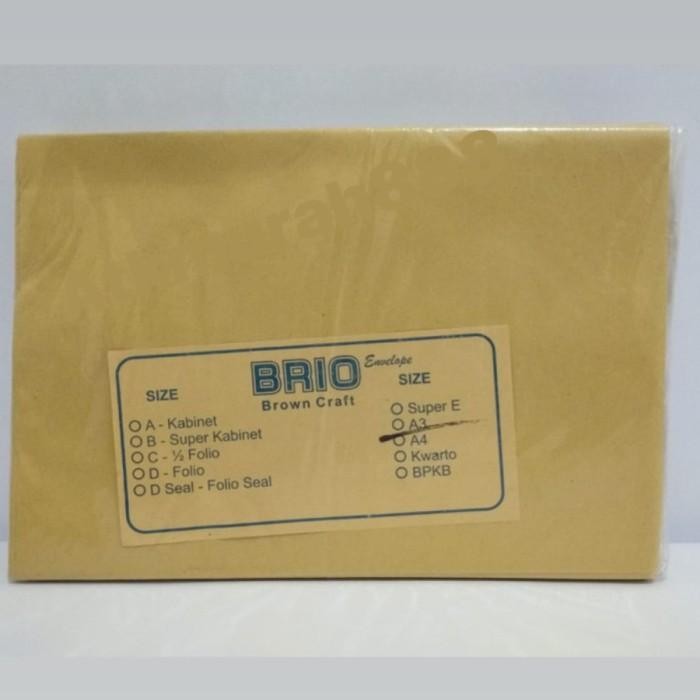 BRIO Envelope
Brown Craft
SIZE
A - Kabinet
B - Super Kabinet
C - ½ Folio
D - Folio
D Seal - Folio Seal
SIZE
Super E
A3
A4
Kwarto
BPKB